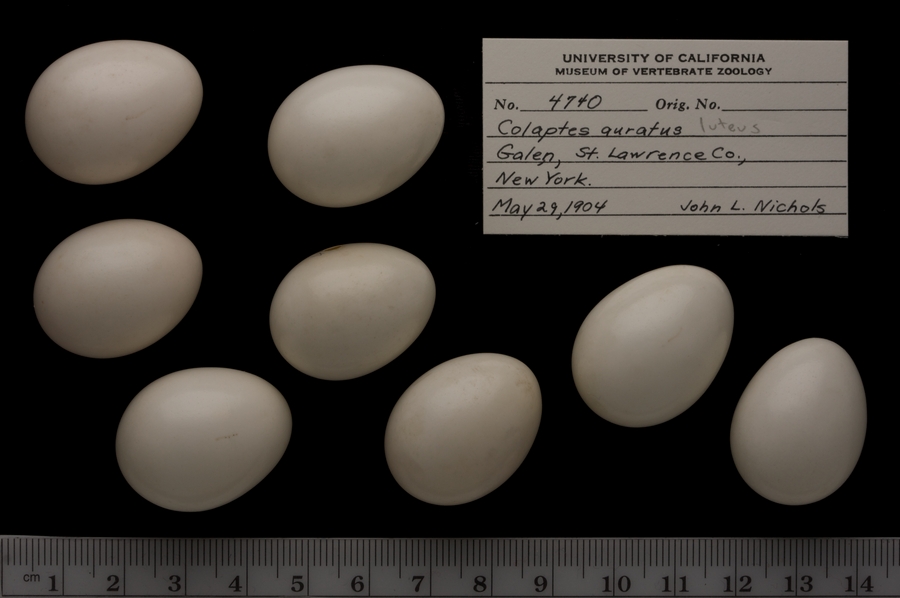 UNIVERSITY OF CALIFORNIA
MUSEUM OF VERTEBRATE ZOOLOGY
No. 4740 Orig. No.
Colaptes auratus luteus
Galen, St. Lawrence Co.,
New York.
May 29, 1904 John L. Nichols
cm 1 2 3 4 5 6 7 8 9 10 11 12 13 14